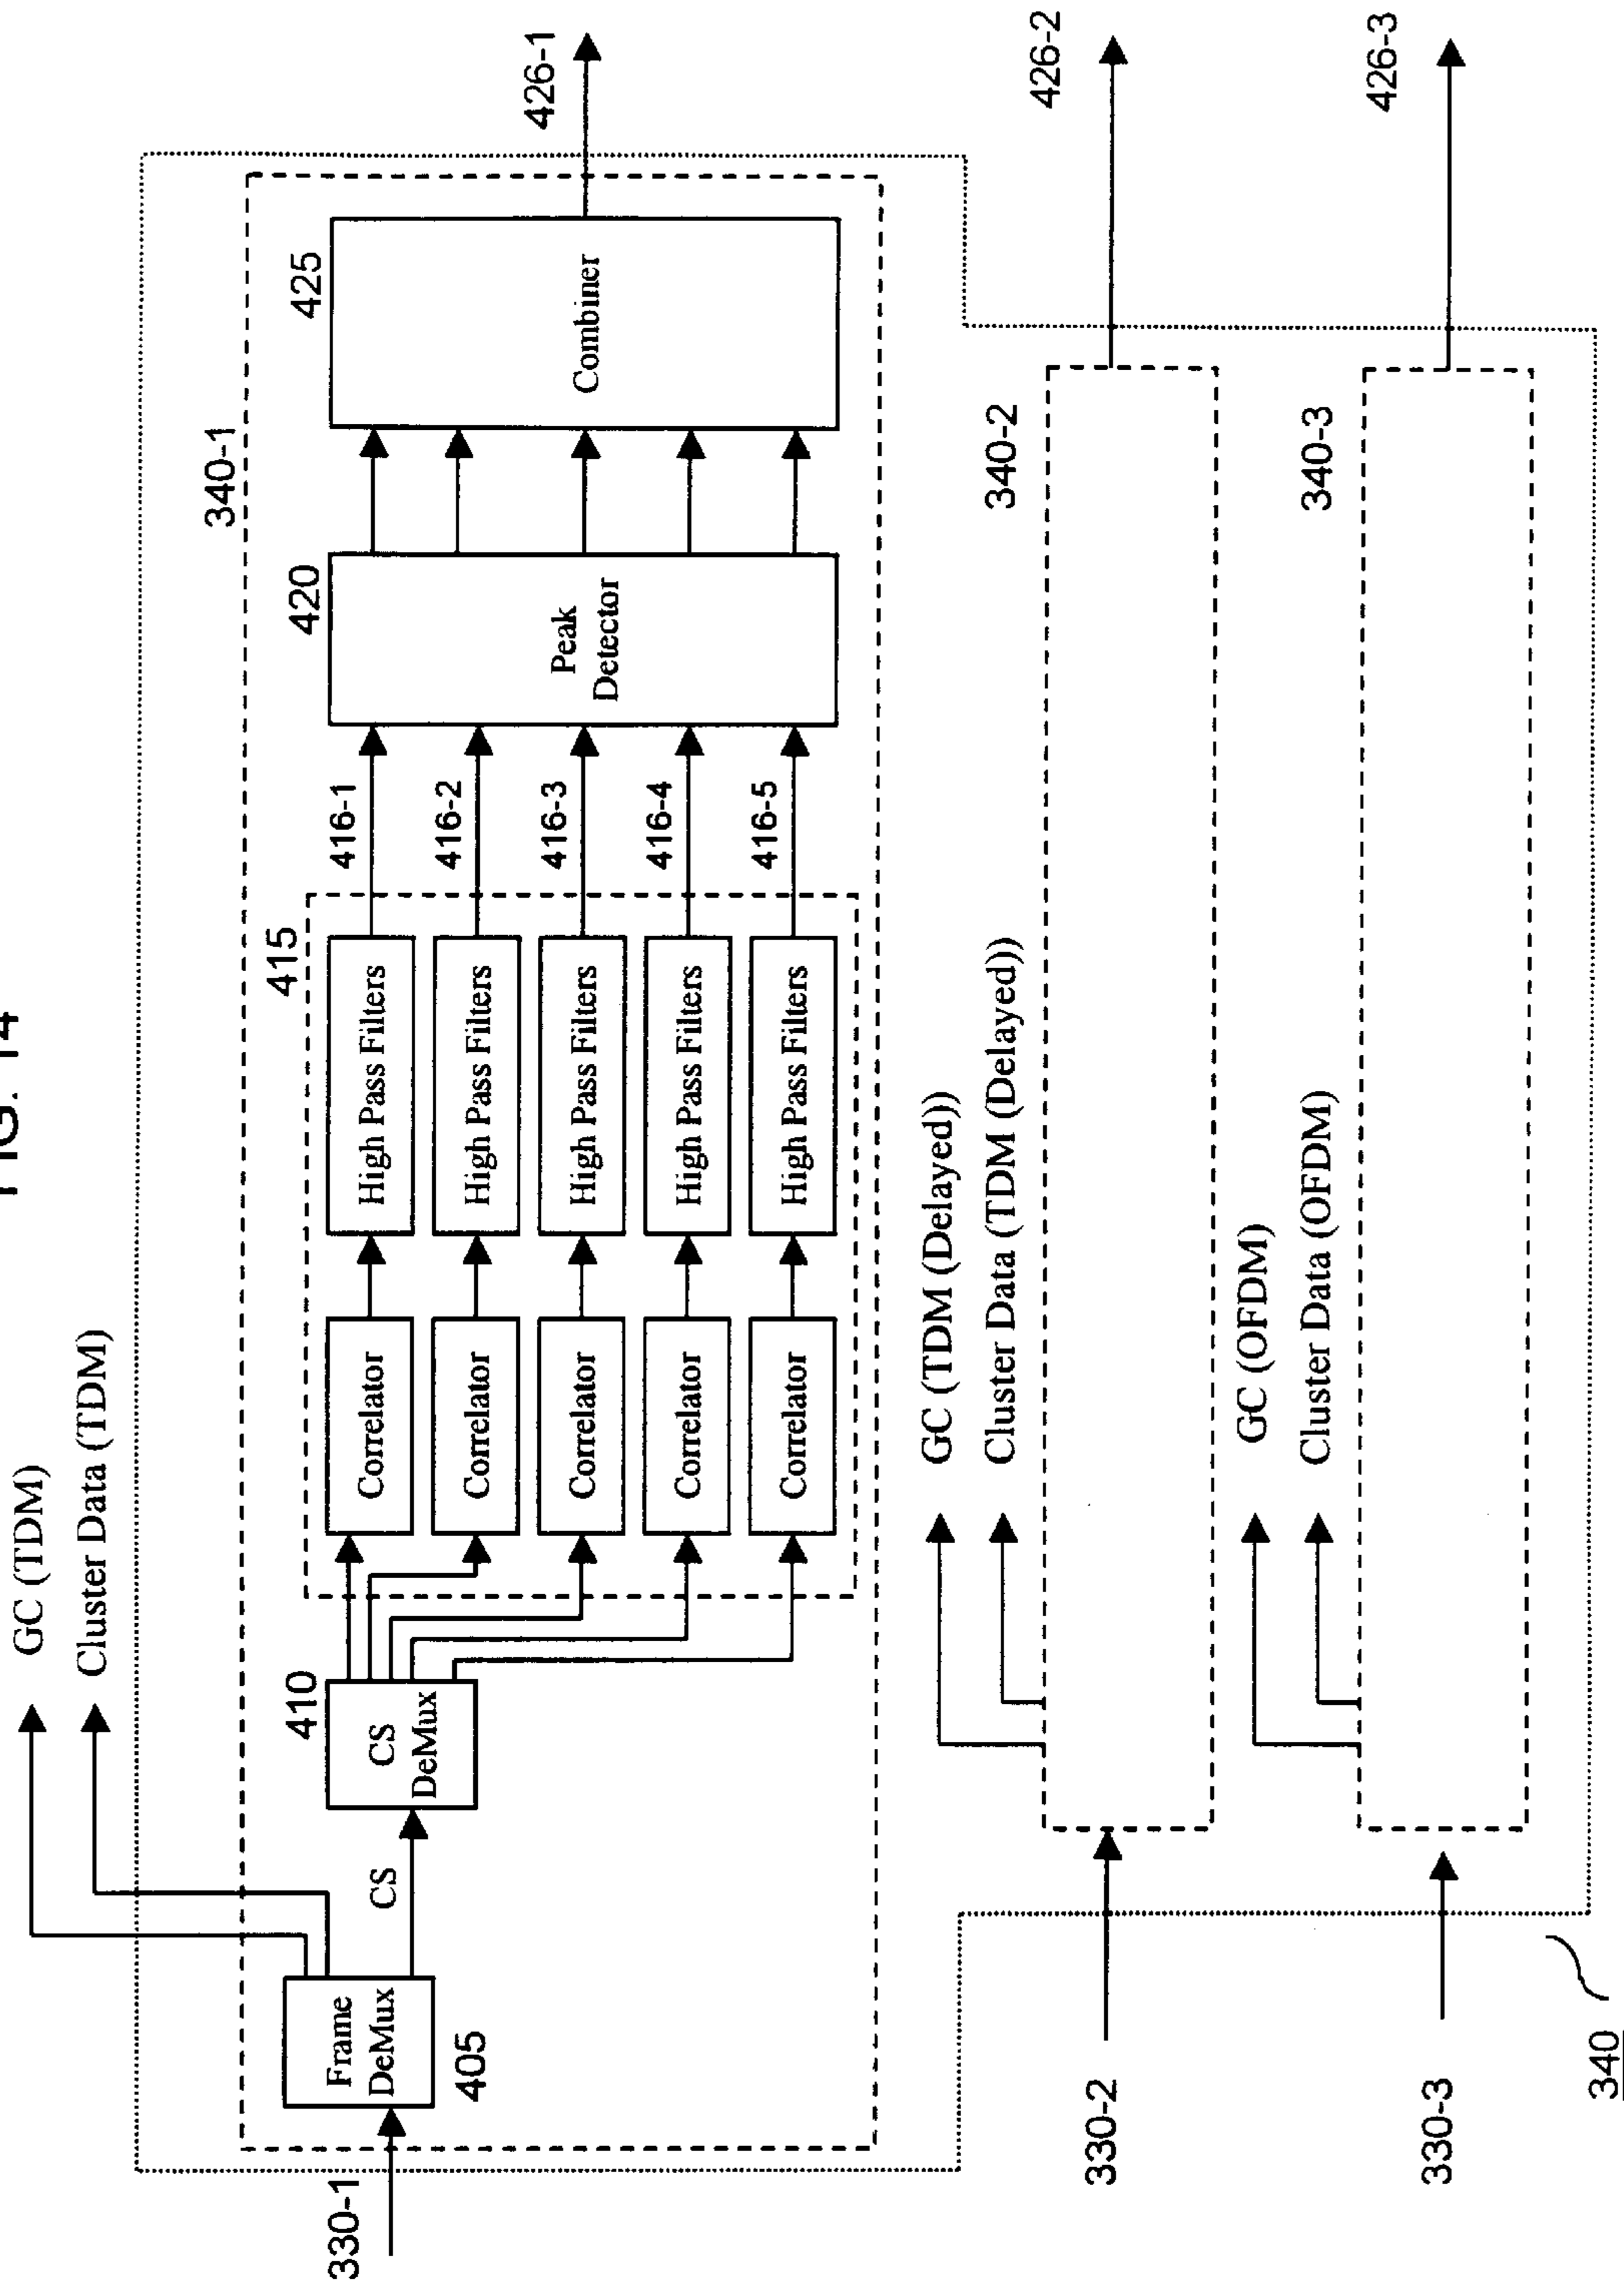 FIG. 14
GC (TDM)
Cluster Data (TDM)
340-1
330-1
Frame
DeMux
405
CS
410
CS
DeMux
415
Correlator
High Pass Filters
416-1
Correlator
High Pass Filters
416-2
Correlator
High Pass Filters
416-3
Correlator
High Pass Filters
416-4
Correlator
High Pass Filters
416-5
420
Peak
Detector
425
Combiner
426-1
GC (TDM (Delayed))
Cluster Data (TDM (Delayed))
340-2
330-2
426-2
GC (OFDM)
Cluster Data (OFDM)
340-3
330-3
426-3
340